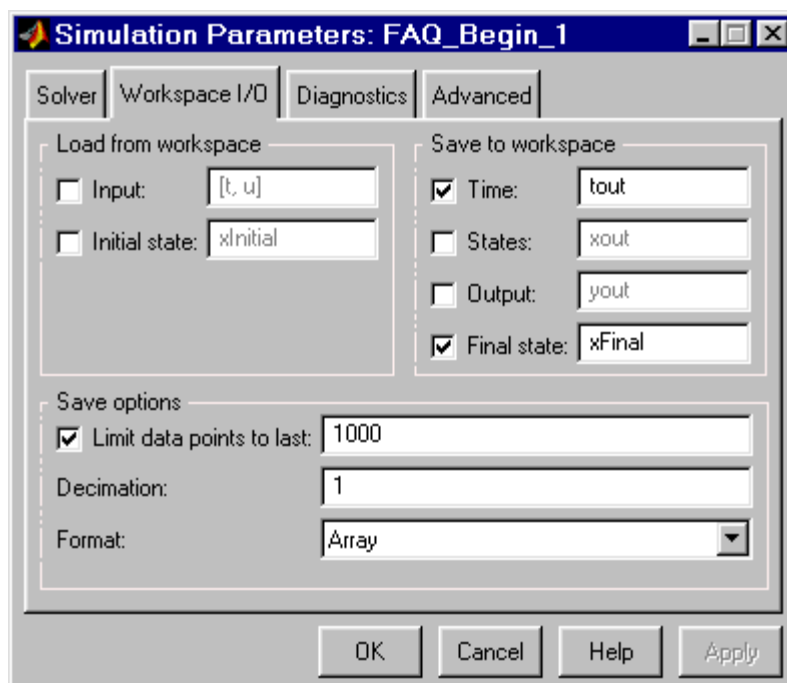 Simulation Parameters: FAQ_Begin_1
Solver Workspace I/O Diagnostics Advanced
Load from workspace
Input: [t, u]
Initial state: xInitial
Save to workspace
Time: tout
States: xout
Output: yout
Final state: xFinal
Save options
Limit data points to last: 1000
Decimation: 1
Format: Array
OK Cancel Help Apply